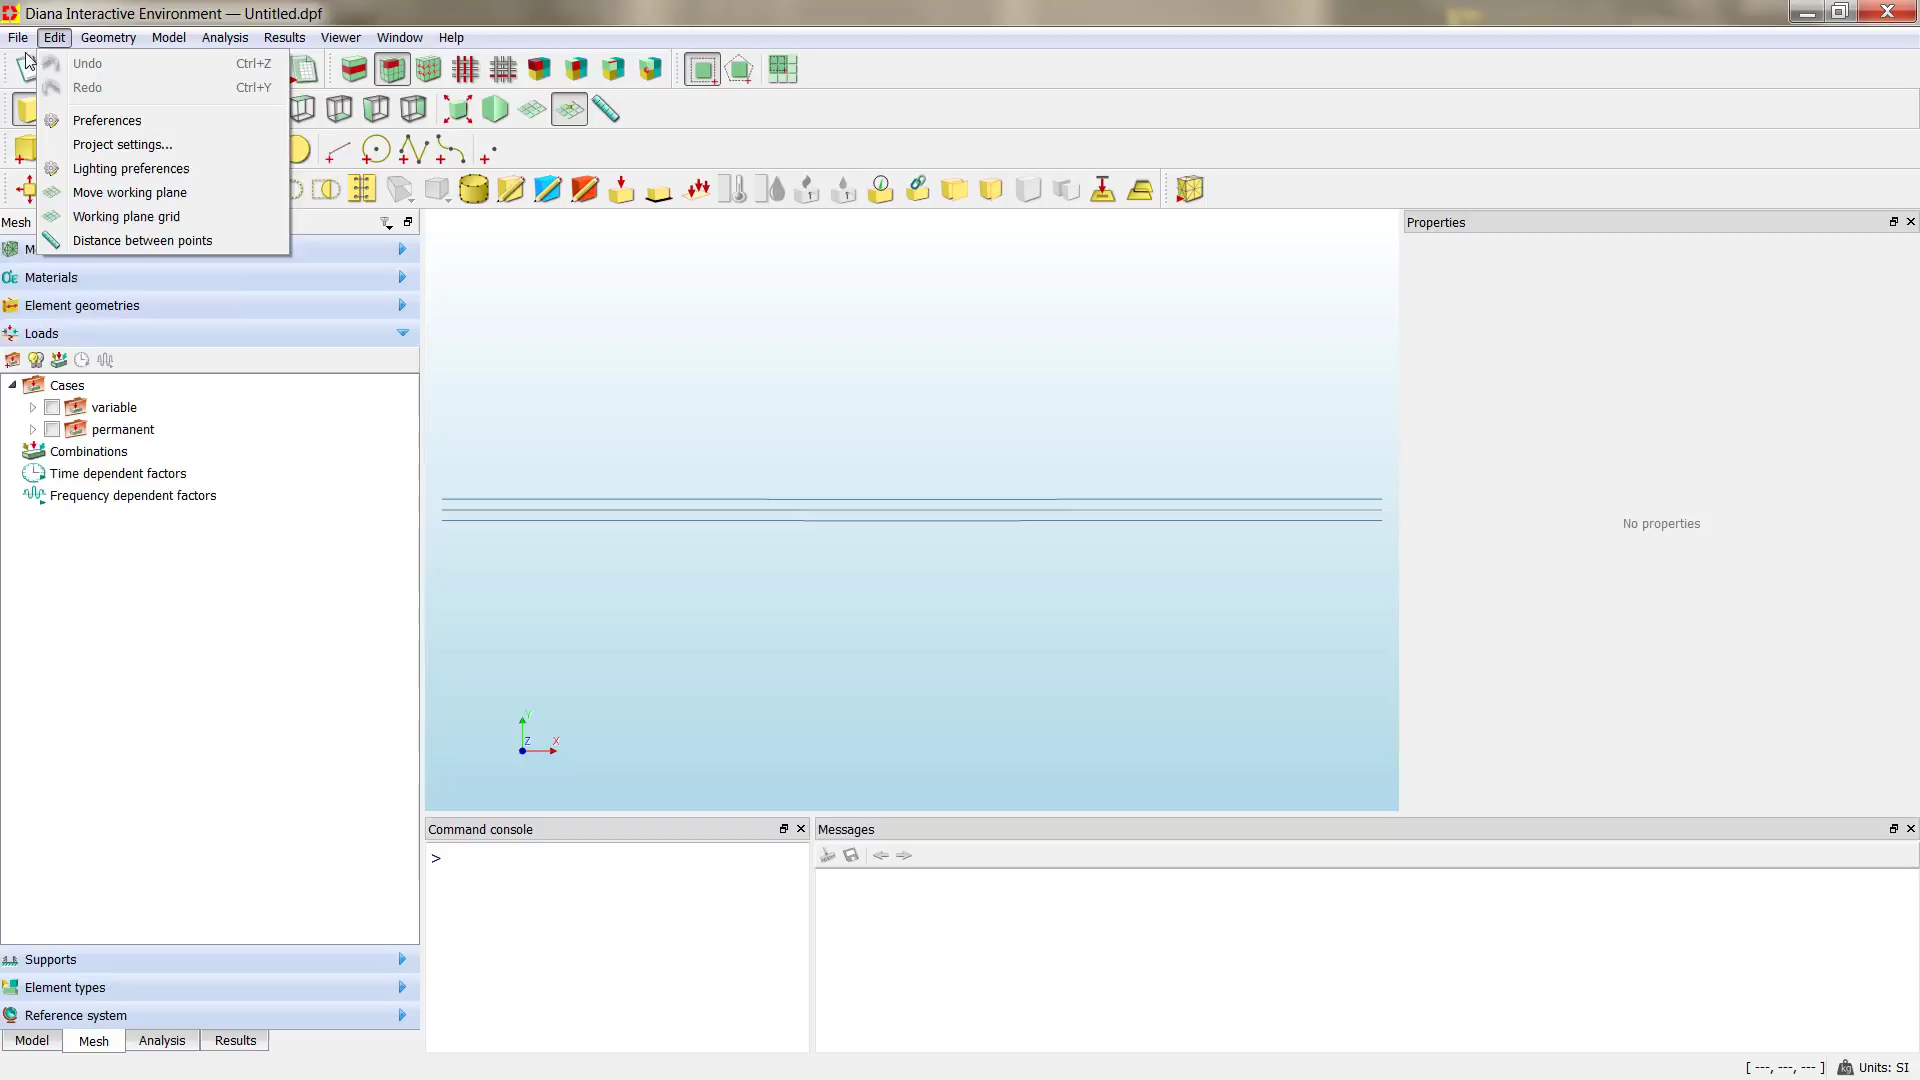 Diana Interactive Environment — Untitled.dpf
File Edit Geometry Model Analysis Results Viewer Window Help
Undo Ctrl+Z
Redo Ctrl+Y
Preferences
Project settings...
Lighting preferences
Move working plane
Working plane grid
Distance between points
Mesh
Materials
Element geometries
Loads
Cases
variable
permanent
Combinations
Time dependent factors
Frequency dependent factors
Supports
Element types
Reference system
Model Mesh Analysis Results
Y
Z X
Properties
No properties
Command console
>
Messages
[ ---, ---, --- ] kg Units: SI